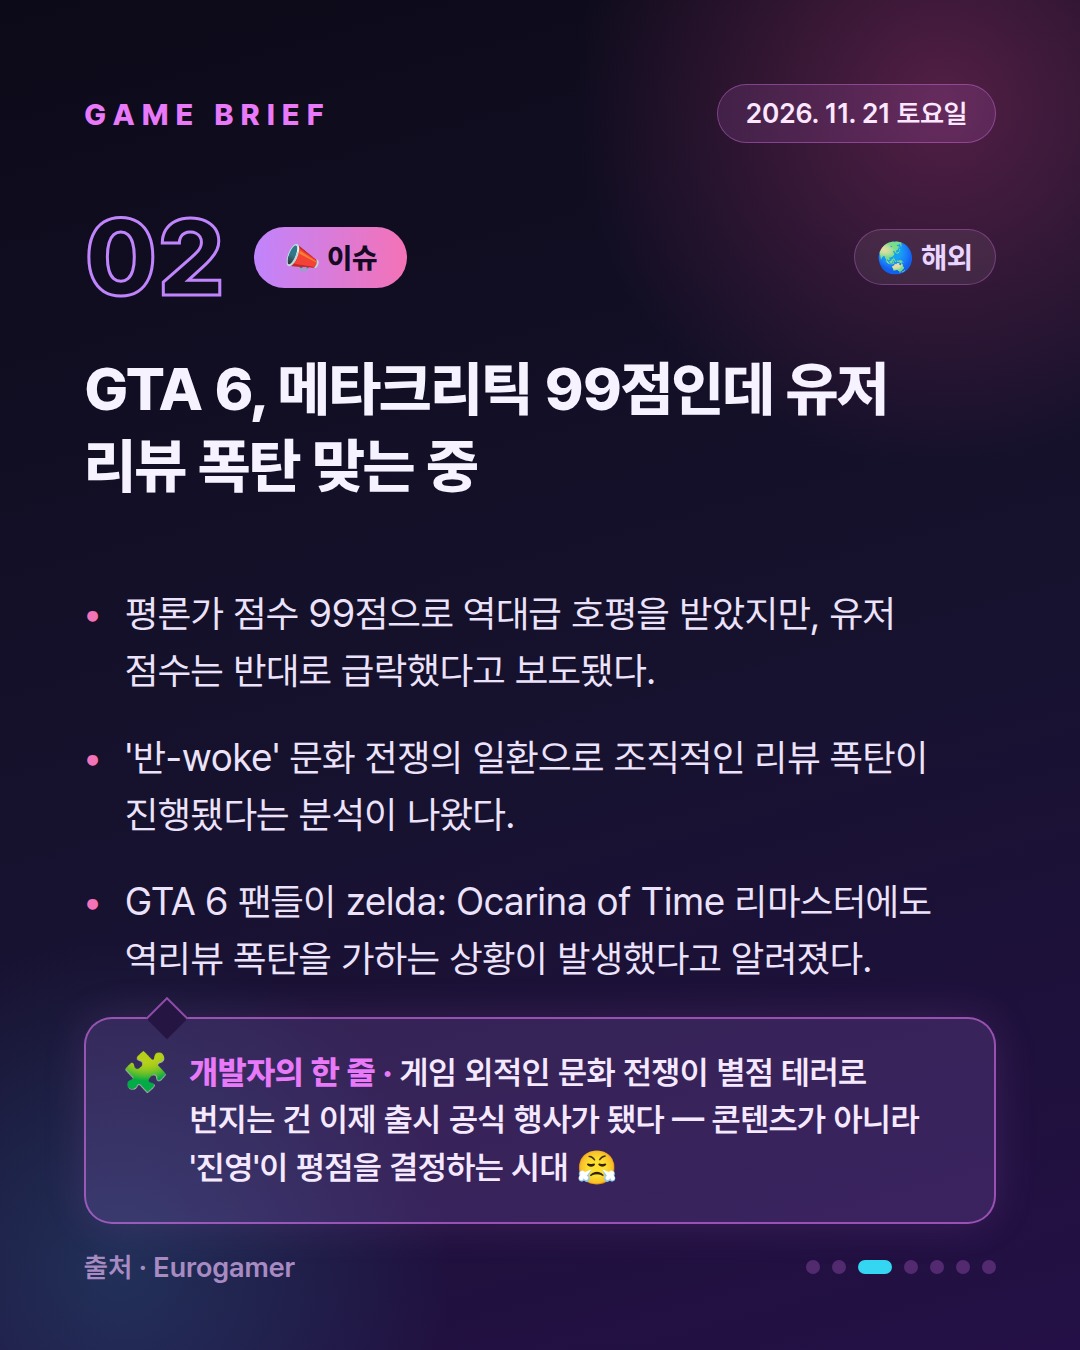 GAME BRIEF
2026. 11. 21 토요일
02
이슈
해외
GTA 6, 메타크리틱 99점인데 유저
리뷰 폭탄 맞는 중
• 평론가 점수 99점으로 역대급 호평을 받았지만, 유저
점수는 반대로 급락했다고 보도됐다.
• '반-woke' 문화 전쟁의 일환으로 조직적인 리뷰 폭탄이
진행됐다는 분석이 나왔다.
• GTA 6 팬들이 zelda: Ocarina of Time 리마스터에도
역리뷰 폭탄을 가하는 상황이 발생했다고 알려졌다.
개발자의 한 줄 · 게임 외적인 문화 전쟁이 별점 테러로
번지는 건 이제 출시 공식 행사가 됐다 — 콘텐츠가 아니라
'진영'이 평점을 결정하는 시대 😤
출처 · Eurogamer